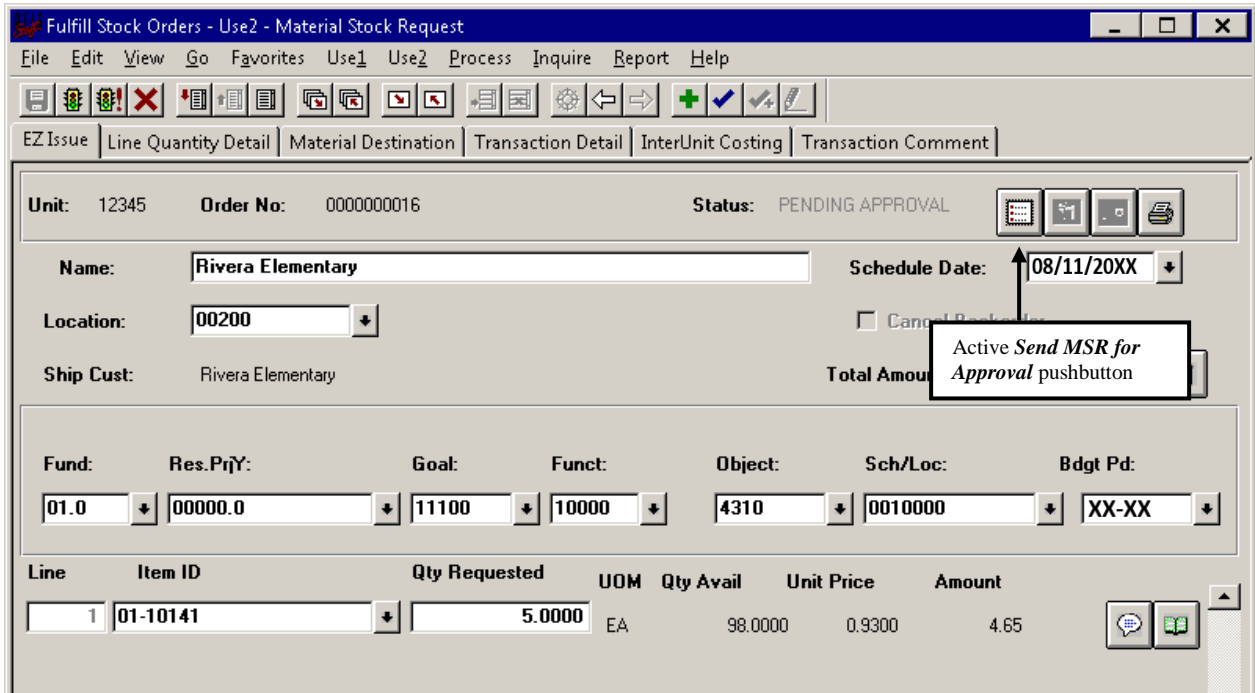 Fulfill Stock Orders - Use2 - Material Stock Request
File Edit View Go Favorites Use1 Use2 Process Inquire Report Help
EZ Issue Line Quantity Detail Material Destination Transaction Detail InterUnit Costing Transaction Comment
Unit: 12345 Order No: 0000000016 Status: PENDING APPROVAL
Name: Rivera Elementary Schedule Date: 08/11/20XX
Location: 00200
Active Send MSR for
Approval pushbutton
Ship Cust: Rivera Elementary Total
Fund: Res.PrjY: Goal: Funct: Object: Sch/Loc: Bdgt Pd:
01.0 00000.0 11100 10000 4310 0010000 XX-XX
Line Item ID Qty Requested UOM Qty Avail Unit Price Amount
1 01-10141 5.0000 EA 98.0000 0.9300 4.65